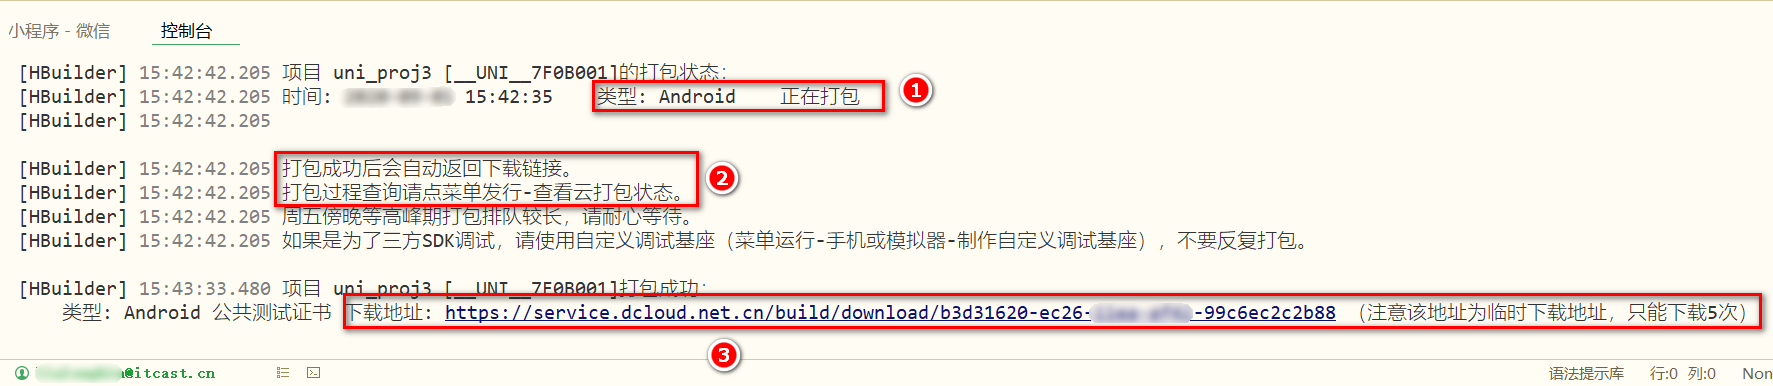 小程序 - 微信 控制台
[HBuilder] 15:42:42.205 项目 uni_proj3 [__UNI__7F0B001]的打包状态:
[HBuilder] 15:42:42.205 时间: 15:42:35 类型: Android 正在打包 1
[HBuilder] 15:42:42.205
[HBuilder] 15:42:42.205 打包成功后会自动返回下载链接。
2
[HBuilder] 15:42:42.205 打包过程查询请点菜单发行-查看云打包状态。
[HBuilder] 15:42:42.205 周五傍晚等高峰期打包排队较长，请耐心等待。
[HBuilder] 15:42:42.205 如果是为了三方SDK调试，请使用自定义调试基座（菜单运行-手机或模拟器-制作自定义调试基座），不要反复打包。
[HBuilder] 15:43:33.480 项目 uni_proj3 [__UNI__7F0B001]打包成功:
类型: Android 公共测试证书 下载地址: https://service.dcloud.net.cn/build/download/b3d31620-ec26- -99c6ec2c2b88 （注意该地址为临时下载地址，只能下载5次）
3
@itcast.cn 语法提示库 行:0 列:0 Non